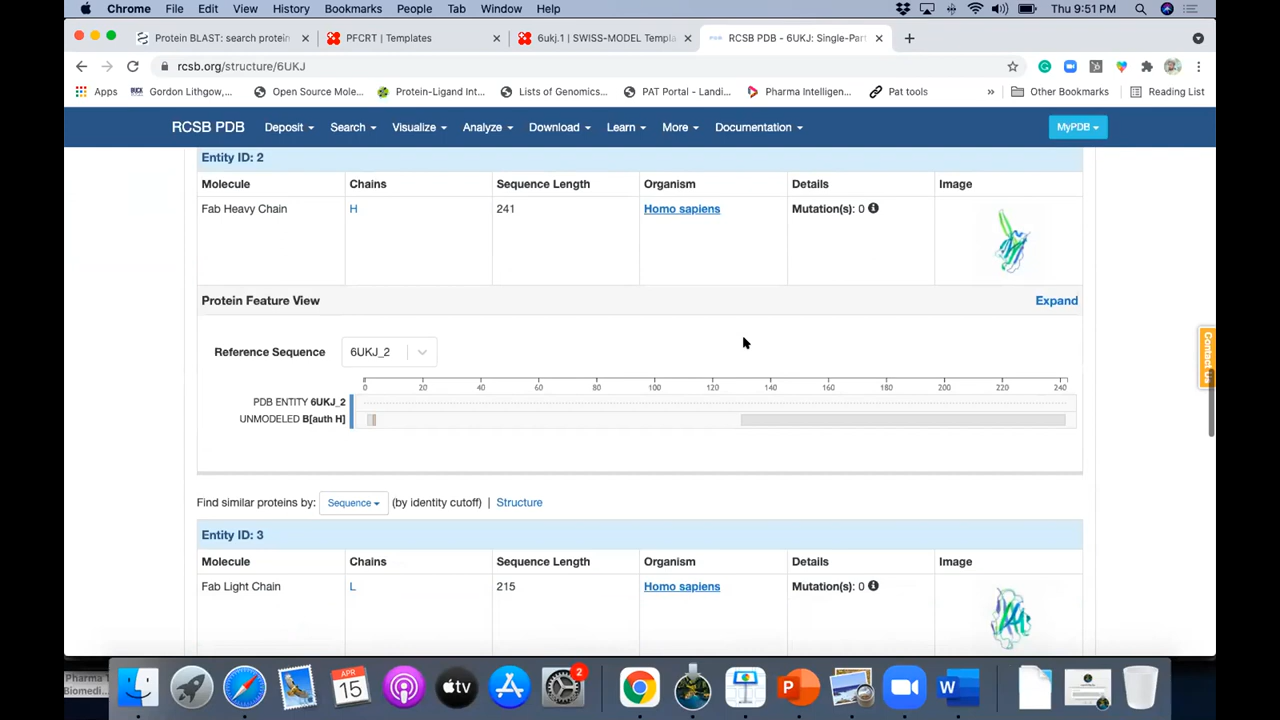 Chrome File Edit View History Bookmarks People Tab Window Help Thu 9:51 PM
Protein BLAST: search protein × PFCRT | Templates × 6ukj.1 | SWISS-MODEL Templa × RCSB PDB - 6UKJ: Single-Part × +
rcsb.org/structure/6UKJ
Apps Gordon Lithgow,... Open Source Mole... Protein-Ligand Int... Lists of Genomics... PAT Portal - Landi... Pharma Intelligen... Pat tools » Other Bookmarks Reading List
RCSB PDB Deposit Search Visualize Analyze Download Learn More Documentation MyPDB
Entity ID: 2
Molecule Chains Sequence Length Organism Details Image
Fab Heavy Chain H 241 Homo sapiens Mutation(s): 0
Protein Feature View Expand
Contact Us
Reference Sequence 6UKJ_2
0 20 40 60 80 100 120 140 160 180 200 220 240
PDB ENTITY 6UKJ_2
UNMODELED B[auth H]
Find similar proteins by: Sequence (by identity cutoff) | Structure
Entity ID: 3
Molecule Chains Sequence Length Organism Details Image
Fab Light Chain L 215 Homo sapiens Mutation(s): 0
Pharma
Biomedi
APR
15
tv
2
P
W